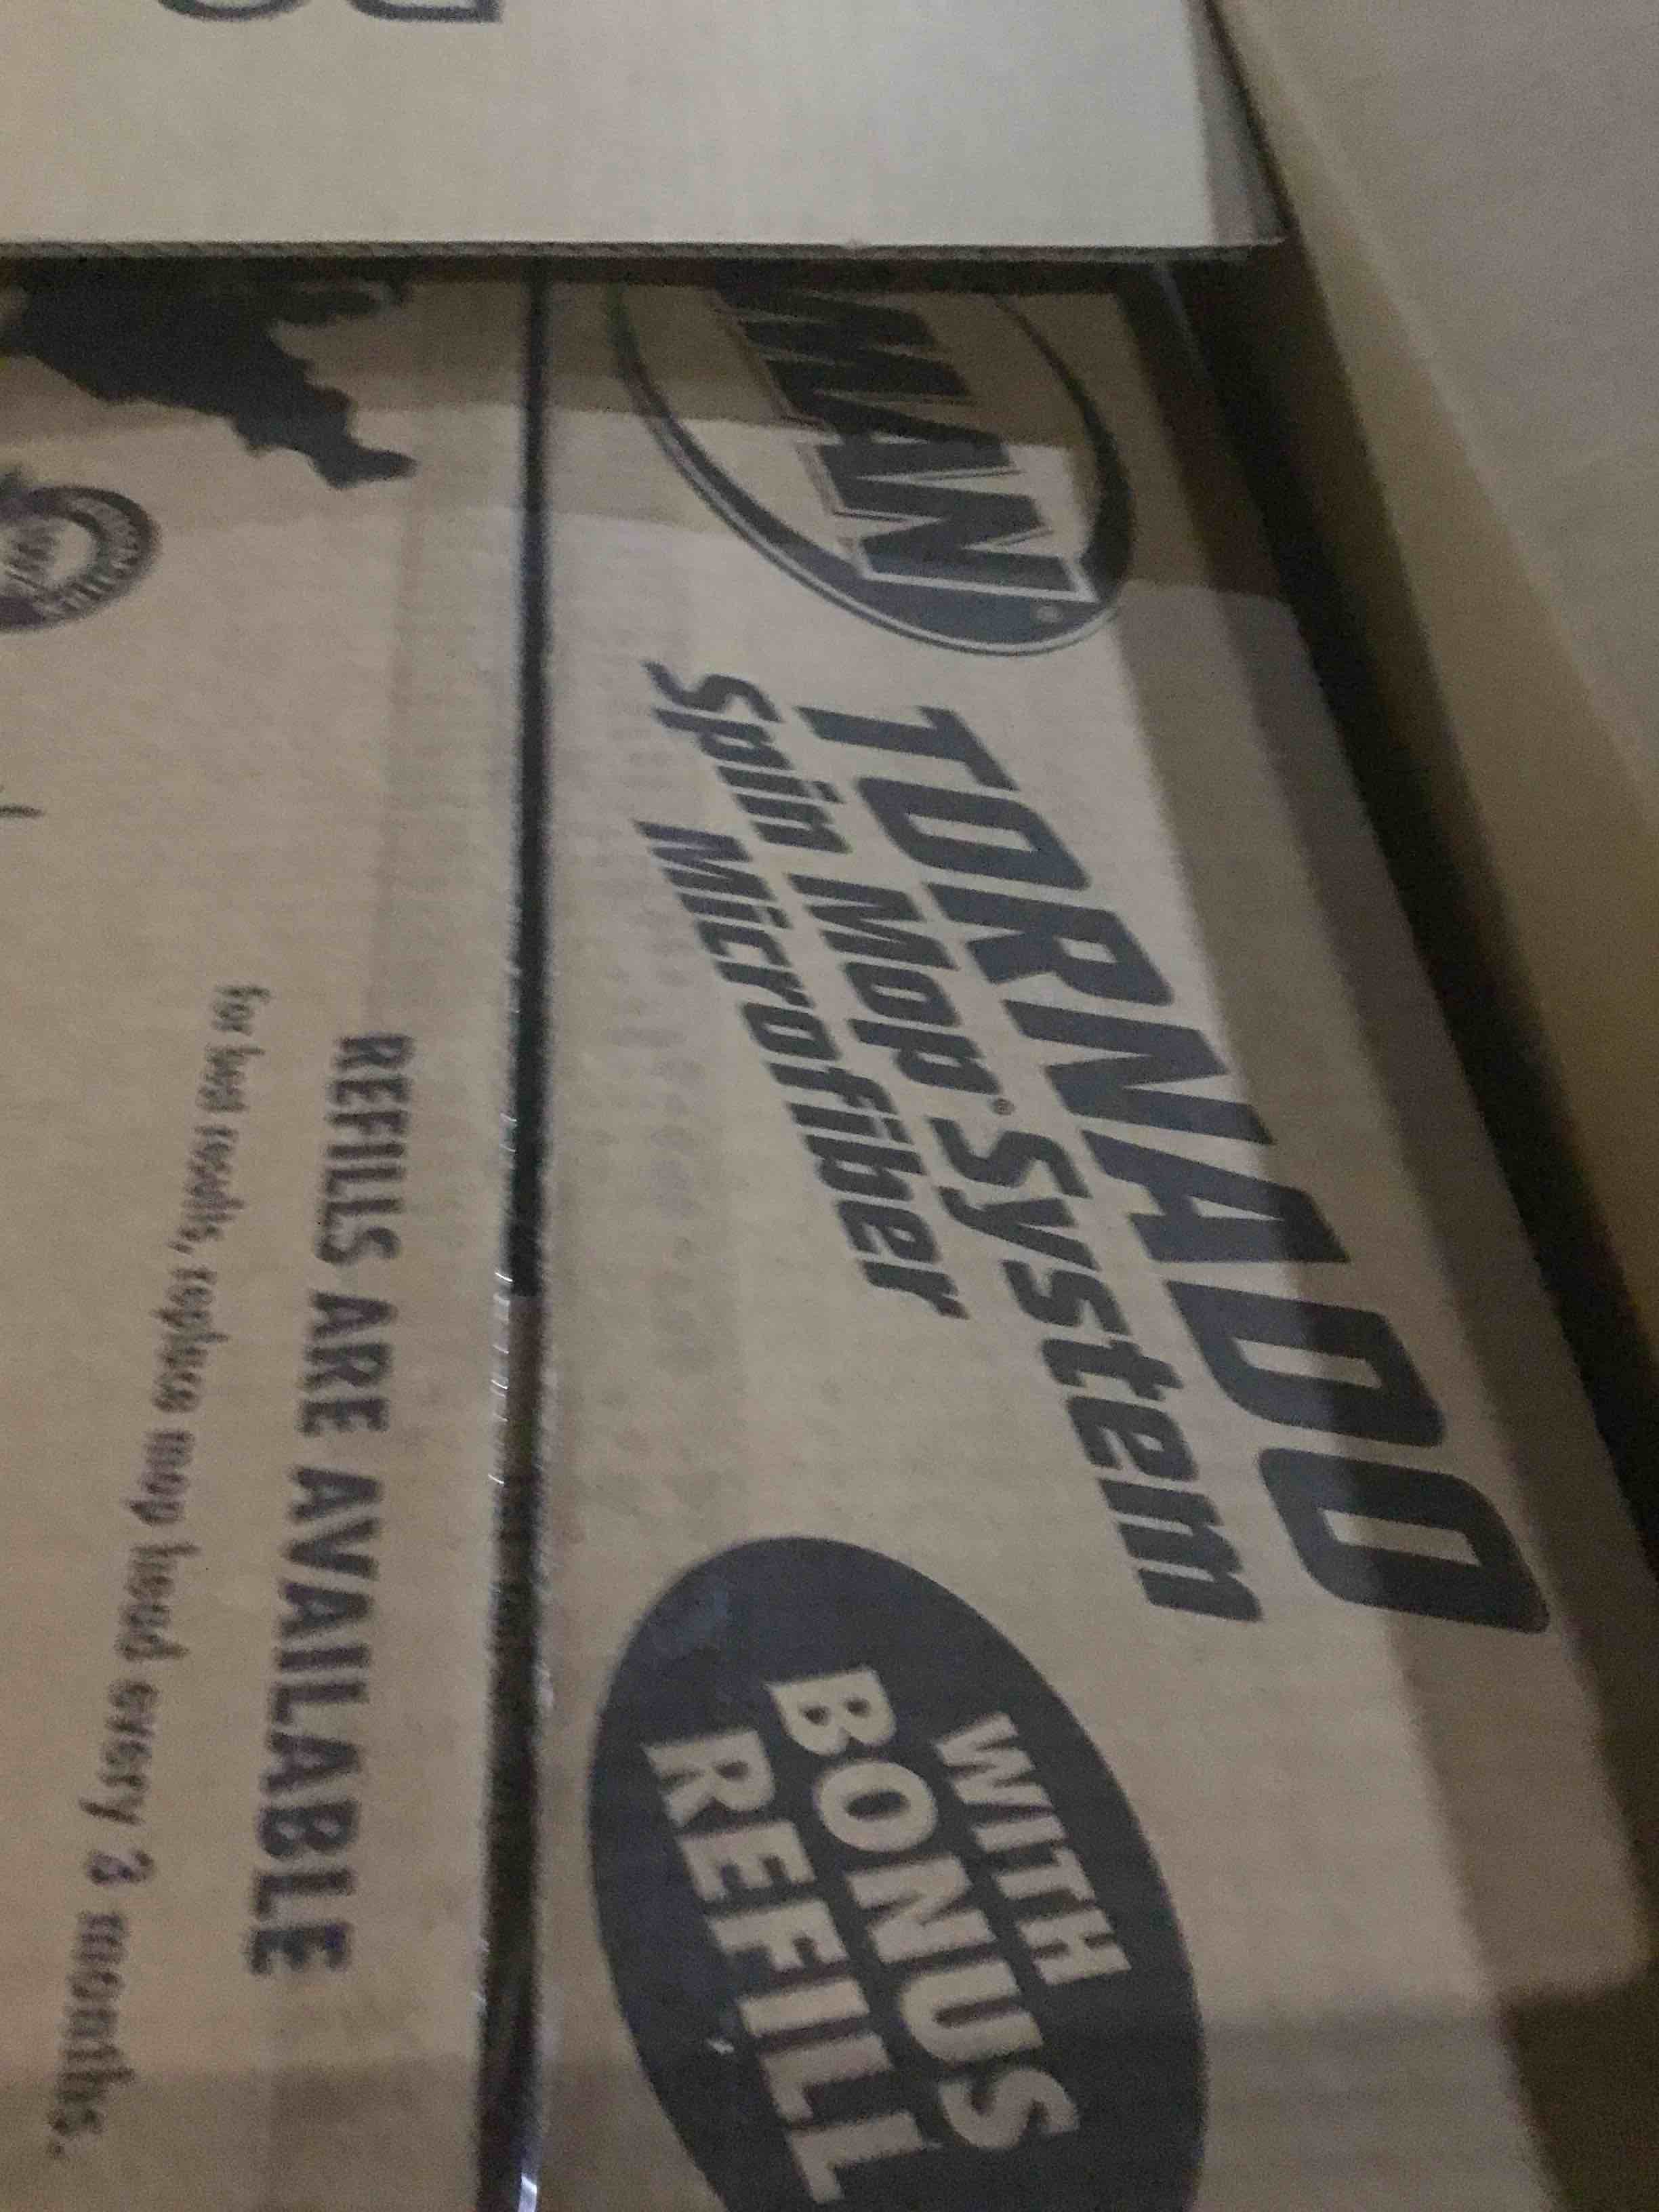 MAN®
TORNADO
Spin Mop® System
Microfiber
WITH
BONUS
REFILL
REFILLS ARE AVAILABLE
for best results, replace mop head every 3 months.